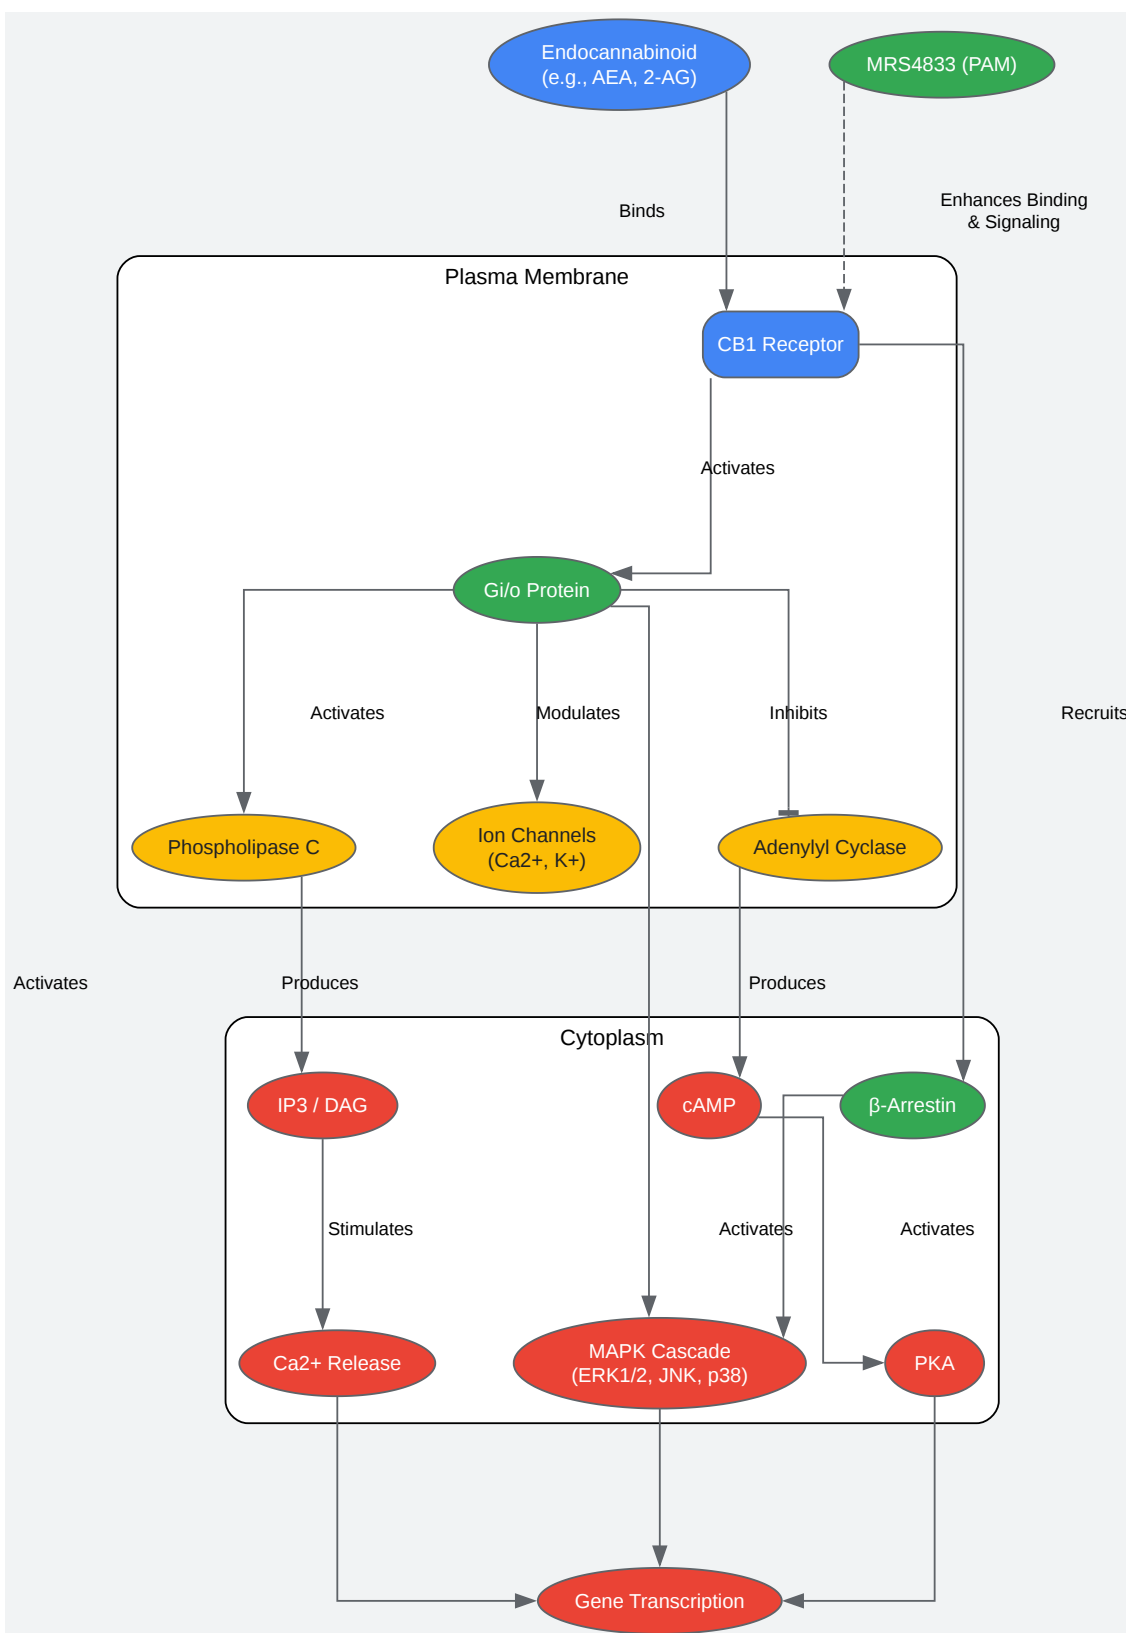 Endocannabinoid
(e.g., AEA, 2-AG)
MRS4833 (PAM)
Binds
Enhances Binding
& Signaling
Plasma Membrane
CB1 Receptor
Activates
Gi/o Protein
Activates
Modulates
Inhibits
Recruits
Phospholipase C
Ion Channels
(Ca2+, K+)
Adenylyl Cyclase
Activates
Produces
Produces
Cytoplasm
IP3 / DAG
cAMP
β-Arrestin
Stimulates
Activates
Activates
Ca2+ Release
MAPK Cascade
(ERK1/2, JNK, p38)
PKA
Gene Transcription